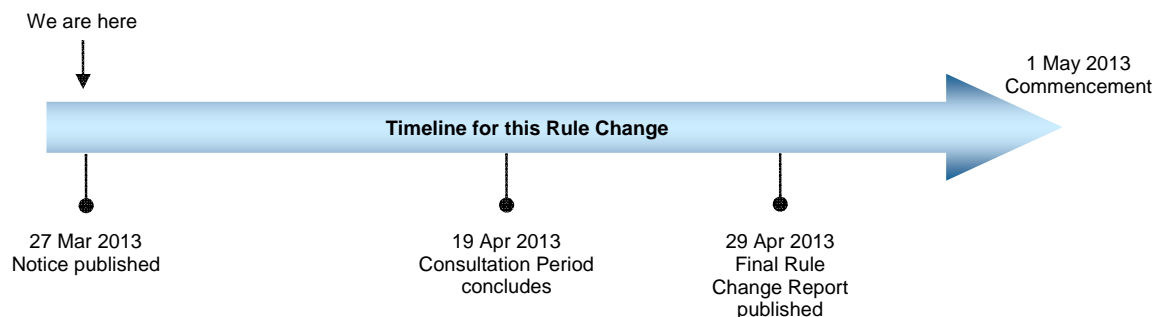 We are here
1 May 2013
Commencement
Timeline for this Rule Change
27 Mar 2013
Notice published
19 Apr 2013
Consultation Period
concludes
29 Apr 2013
Final Rule
Change Report
published